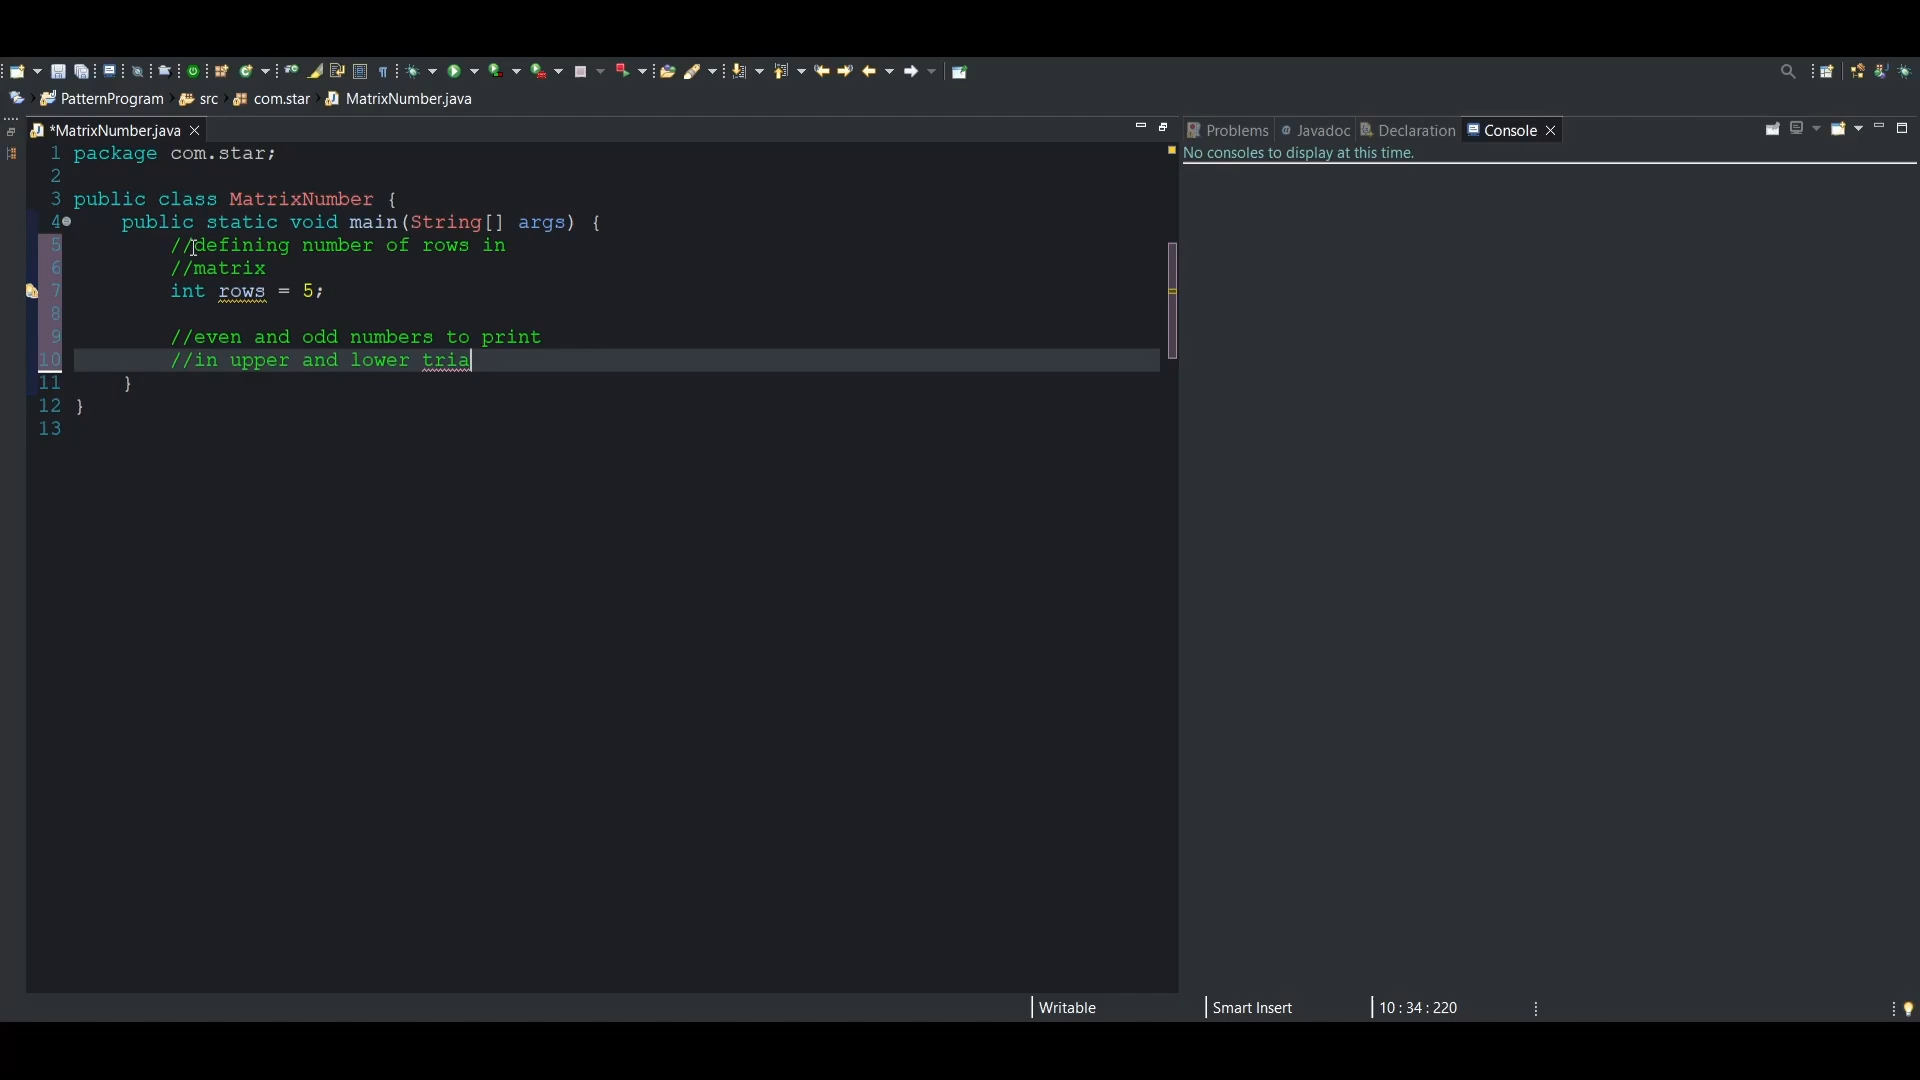 PatternProgram src com.star MatrixNumber.java
*MatrixNumber.java
Problems Javadoc Declaration Console
No consoles to display at this time.
1 package com.star;
2
3 public class MatrixNumber {
4 public static void main(String[] args) {
5 //defining number of rows in
6 //matrix
7 int rows = 5;
8
9 //even and odd numbers to print
10 //in upper and lower tria
11 }
12 }
13
Writable Smart Insert 10 : 34 : 220